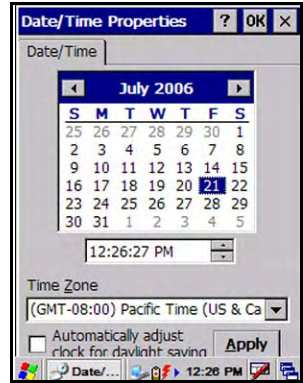 Date/Time Properties ? OK ×
Date/Time
July 2006
S M T W T F S
25 26 27 28 29 30 1
2 3 4 5 6 7 8
9 10 11 12 13 14 15
16 17 18 19 20 21 22
23 24 25 26 27 28 29
30 31 1 2 3 4 5
12:26:27 PM
Time Zone
(GMT-08:00) Pacific Time (US & Ca
Automatically adjust
clock for daylight saving
Apply
Date/... 12:26 PM